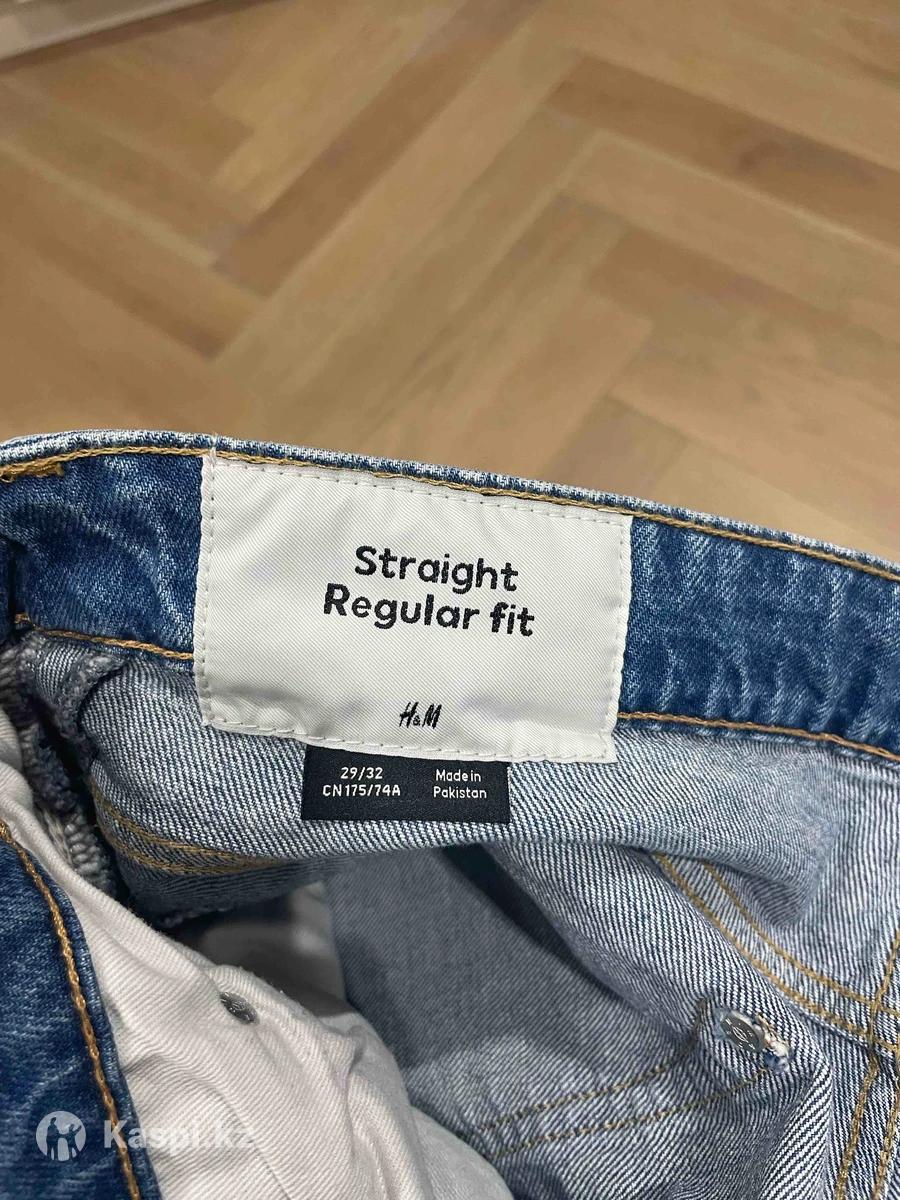 Straight
Regular fit
H&M
29/32
CN175/74A
Made in
Pakistan
Kaspi.kz